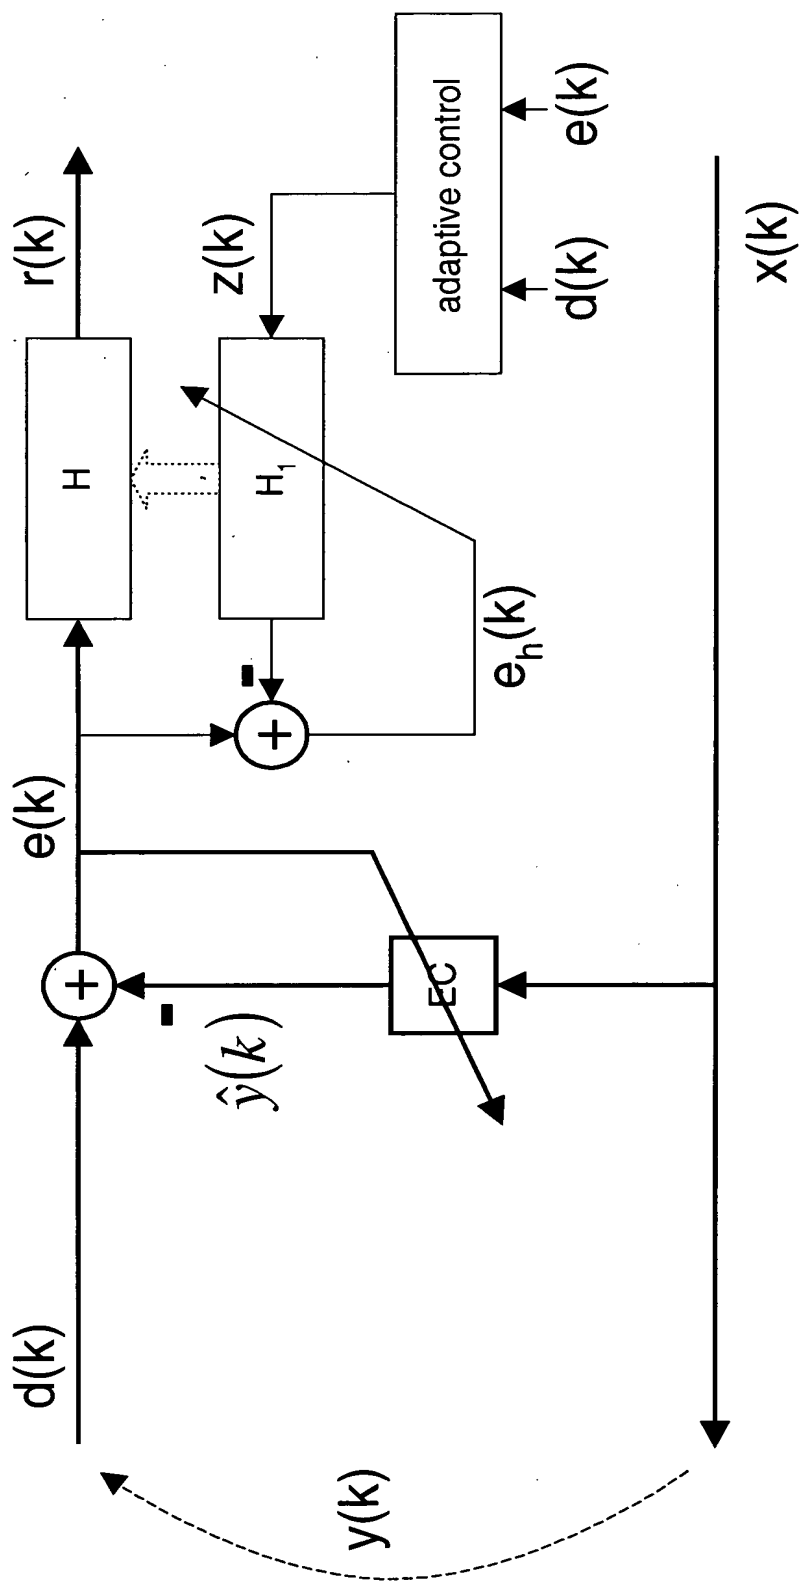 d(k)
e(k)
r(k)
+
-
ŷ(k)
H
+
-
H₁
z(k)
y(k)
EC
eₕ(k)
adaptive control
d(k)
e(k)
x(k)